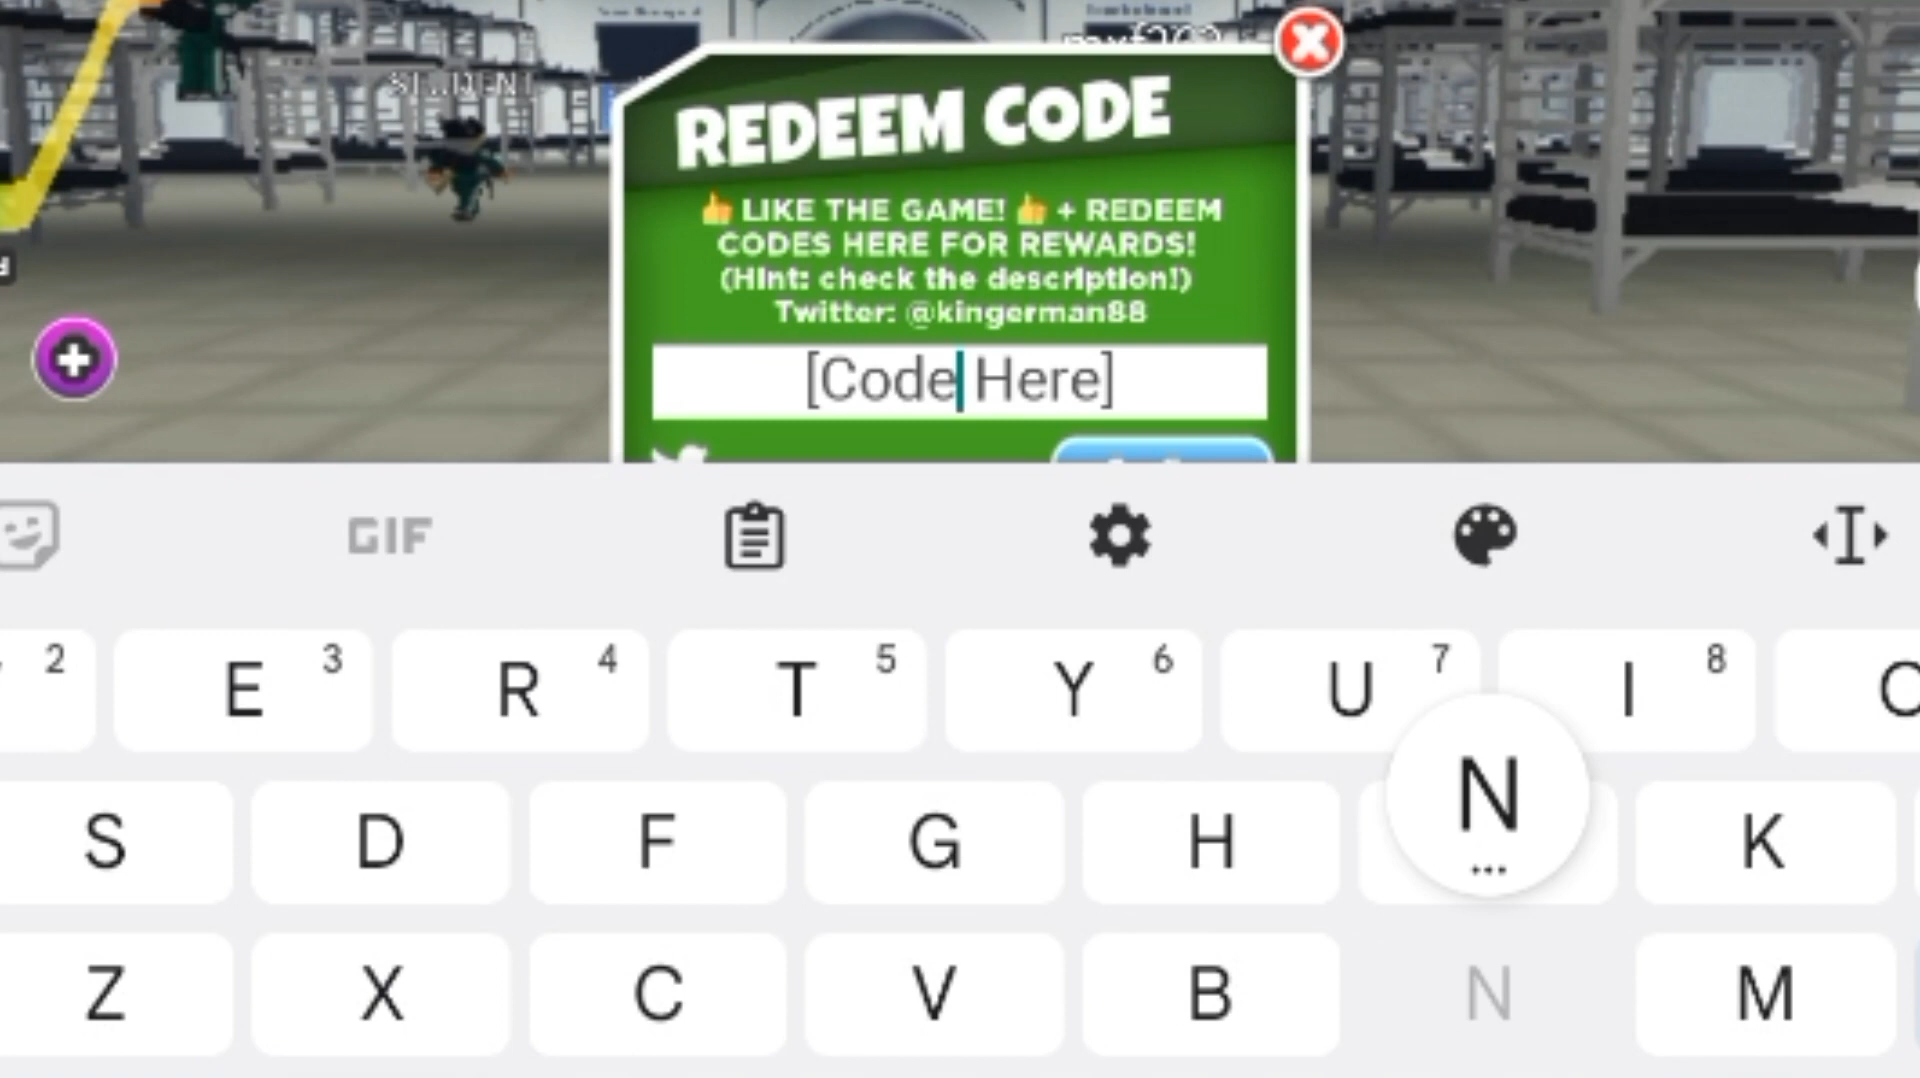 STUDENT
REDEEM CODE
👍 LIKE THE GAME! 👍 + REDEEM
CODES HERE FOR REWARDS!
(Hint: check the description!)
Twitter: @kingerman88
[Code Here]
GIF
2
E 3
R 4
T 5
Y 6
U 7
I 8
S
D
F
G
H
N
...
K
Z
X
C
V
B
N
M